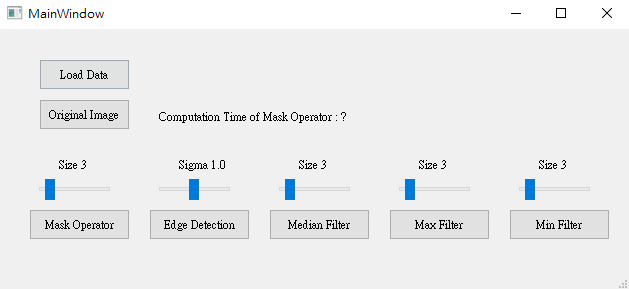 MainWindow
Load Data
Original Image
Computation Time of Mask Operator : ?
Size 3
Sigma 1.0
Size 3
Size 3
Size 3
Mask Operator
Edge Detection
Median Filter
Max Filter
Min Filter